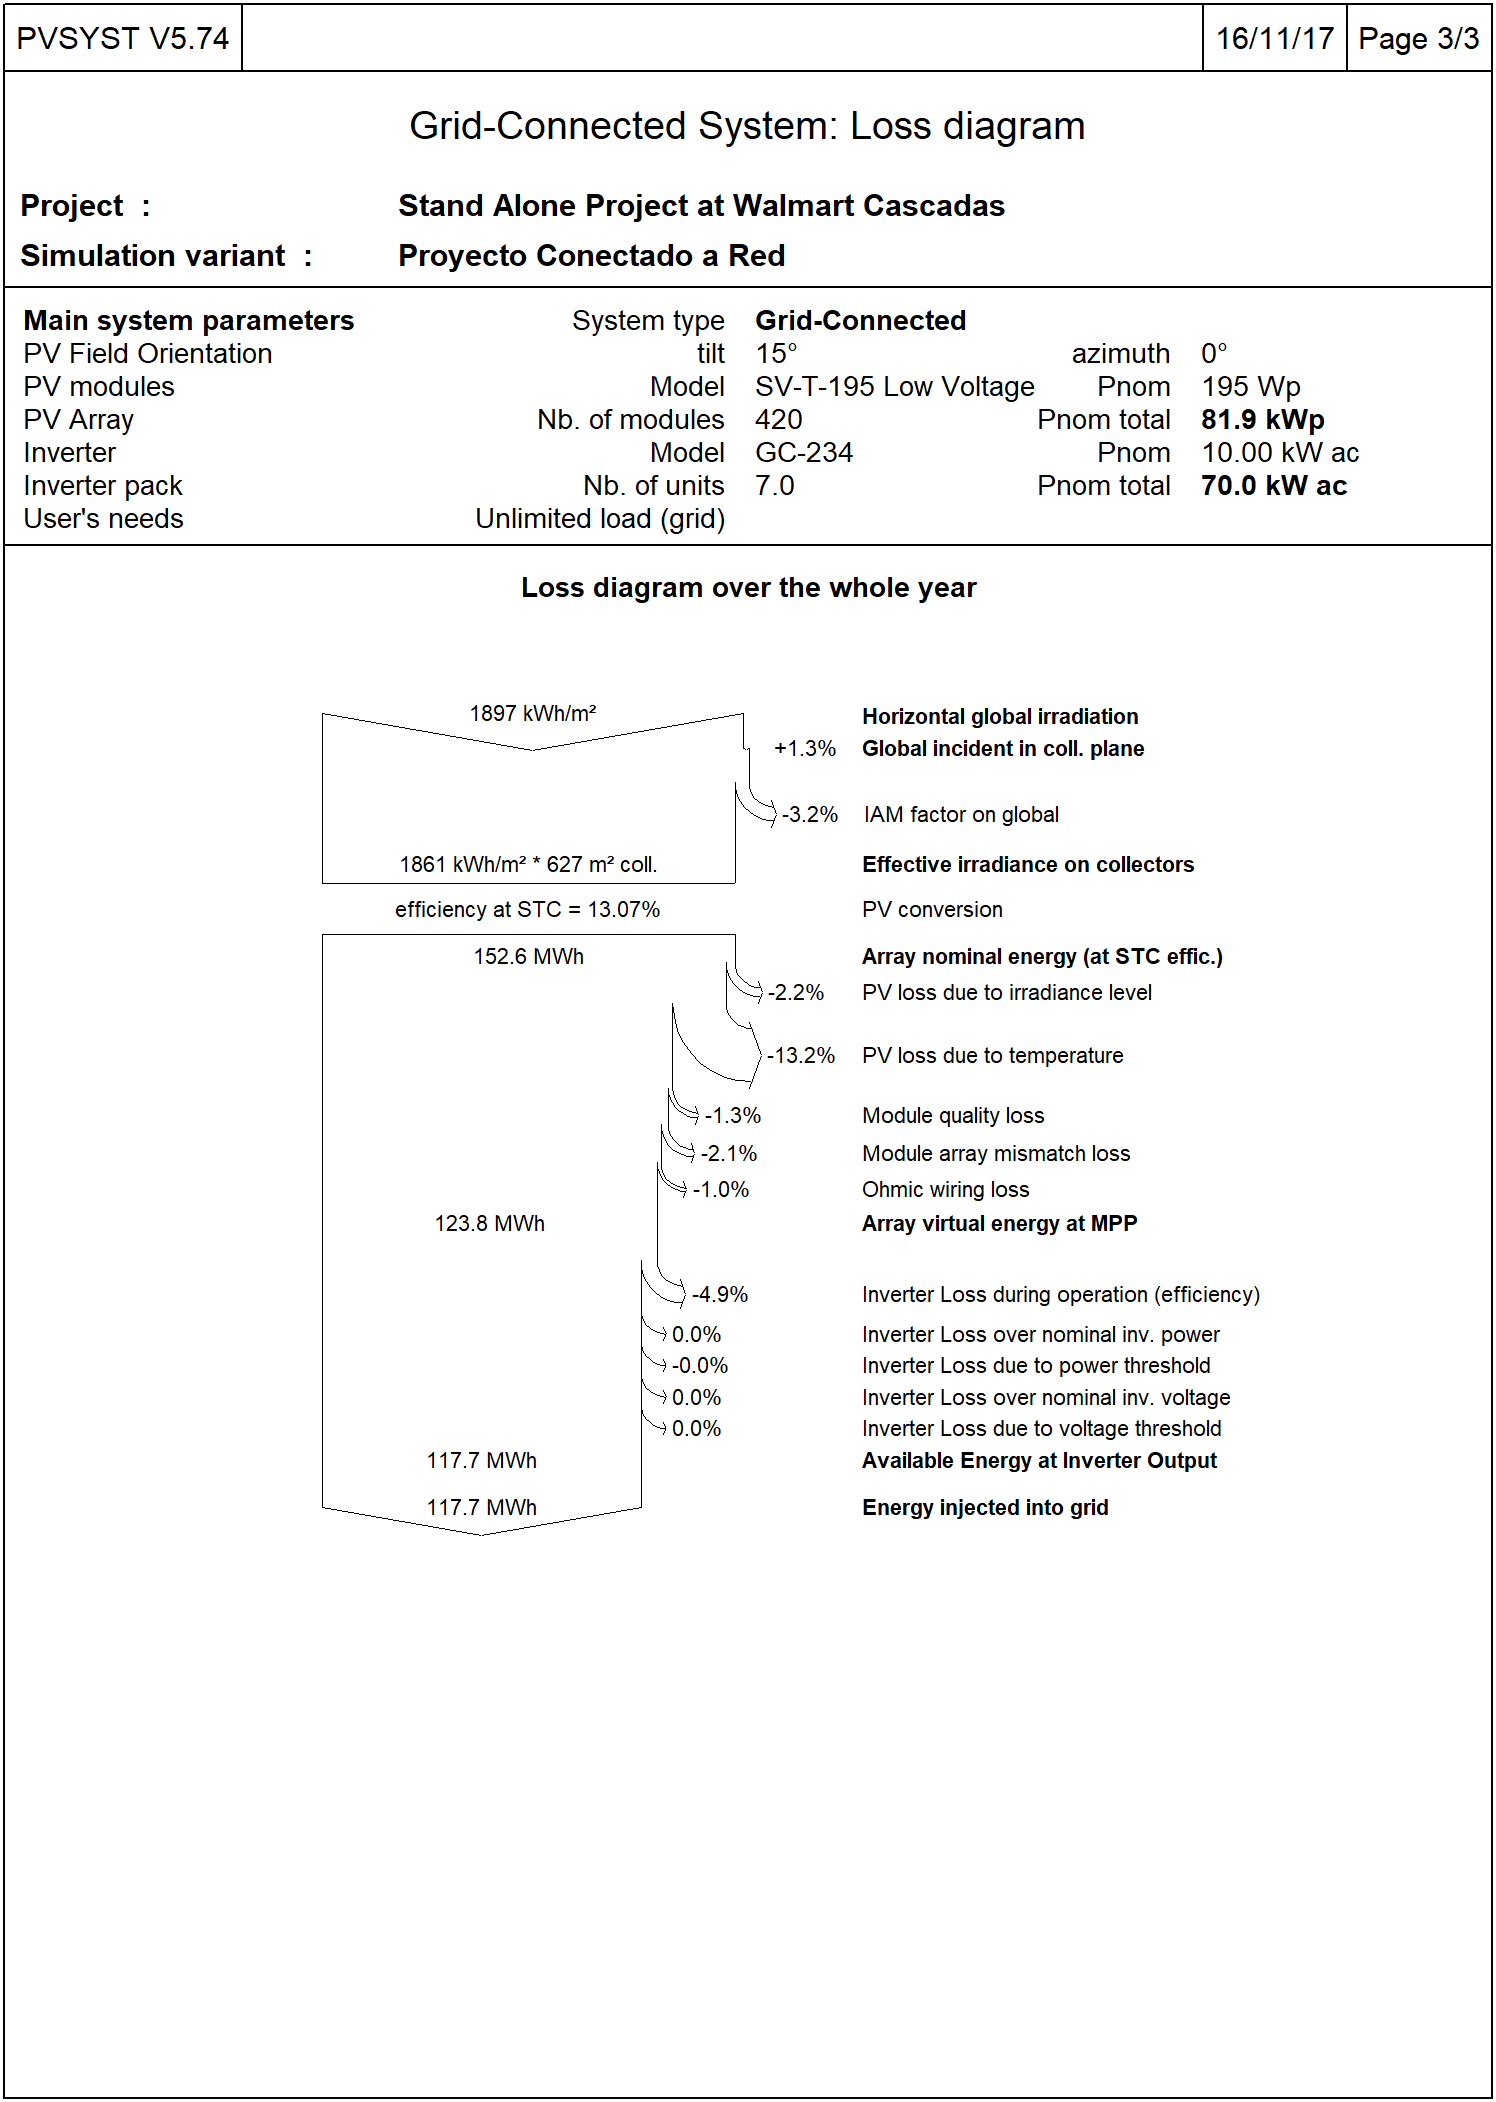 PVSYST V5.74 16/11/17 Page 3/3
Grid-Connected System: Loss diagram
Project : Stand Alone Project at Walmart Cascadas
Simulation variant : Proyecto Conectado a Red
Main system parameters System type Grid-Connected
PV Field Orientation tilt 15° azimuth 0°
PV modules Model SV-T-195 Low Voltage Pnom 195 Wp
PV Array Nb. of modules 420 Pnom total 81.9 kWp
Inverter Model GC-234 Pnom 10.00 kW ac
Inverter pack Nb. of units 7.0 Pnom total 70.0 kW ac
User's needs Unlimited load (grid)
Loss diagram over the whole year
1897 kWh/m² Horizontal global irradiation
+1.3% Global incident in coll. plane
-3.2% IAM factor on global
1861 kWh/m² * 627 m² coll. Effective irradiance on collectors
efficiency at STC = 13.07% PV conversion
152.6 MWh Array nominal energy (at STC effic.)
-2.2% PV loss due to irradiance level
-13.2% PV loss due to temperature
-1.3% Module quality loss
-2.1% Module array mismatch loss
-1.0% Ohmic wiring loss
123.8 MWh Array virtual energy at MPP
-4.9% Inverter Loss during operation (efficiency)
0.0% Inverter Loss over nominal inv. power
-0.0% Inverter Loss due to power threshold
0.0% Inverter Loss over nominal inv. voltage
0.0% Inverter Loss due to voltage threshold
117.7 MWh Available Energy at Inverter Output
117.7 MWh Energy injected into grid